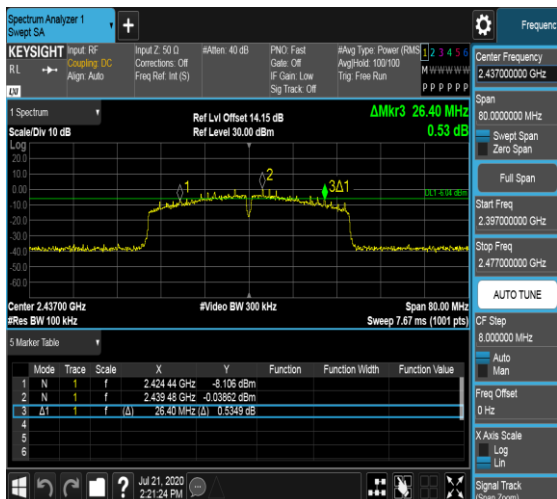 Spectrum Analyzer 1
Swept SA
+
Frequenc
KEYSIGHT
RL
Input: RF
Coupling: DC
Align: Auto
Input Z: 50 Ω
Corrections: Off
Freq Ref: Int (S)
#Atten: 40 dB
PNO: Fast
Gate: Off
IF Gain: Low
Sig Track: Off
#Avg Type: Power (RMS
Avg|Hold: 100/100
Trig: Free Run
1 2 3 4 5 6
M W W W W W
P P P P P P
1 Spectrum
Scale/Div 10 dB
Ref Lvl Offset 14.15 dB
Ref Level 30.00 dBm
ΔMkr3 26.40 MHz
0.53 dB
Log
20.0
10.0
0.00
-10.0
-20.0
-30.0
-40.0
-50.0
-60.0
1
2
3Δ1
DL1 -6.04 dBm
Center 2.43700 GHz
#Res BW 100 kHz
#Video BW 300 kHz
Span 80.00 MHz
Sweep 7.67 ms (1001 pts)
5 Marker Table
Mode Trace Scale X Y Function Function Width Function Value
1 N 1 f 2.424 44 GHz -8.106 dBm
2 N 1 f 2.439 48 GHz -0.03862 dBm
3 Δ1 1 f (Δ) 26.40 MHz (Δ) 0.5349 dB
4
5
6
Center Frequency
2.437000000 GHz
Span
80.0000000 MHz
Swept Span
Zero Span
Full Span
Start Freq
2.397000000 GHz
Stop Freq
2.477000000 GHz
AUTO TUNE
CF Step
8.000000 MHz
Auto
Man
Freq Offset
0 Hz
X Axis Scale
Log
Lin
Signal Track
(Span Zoom)
?
Jul 21, 2020
2:21:24 PM